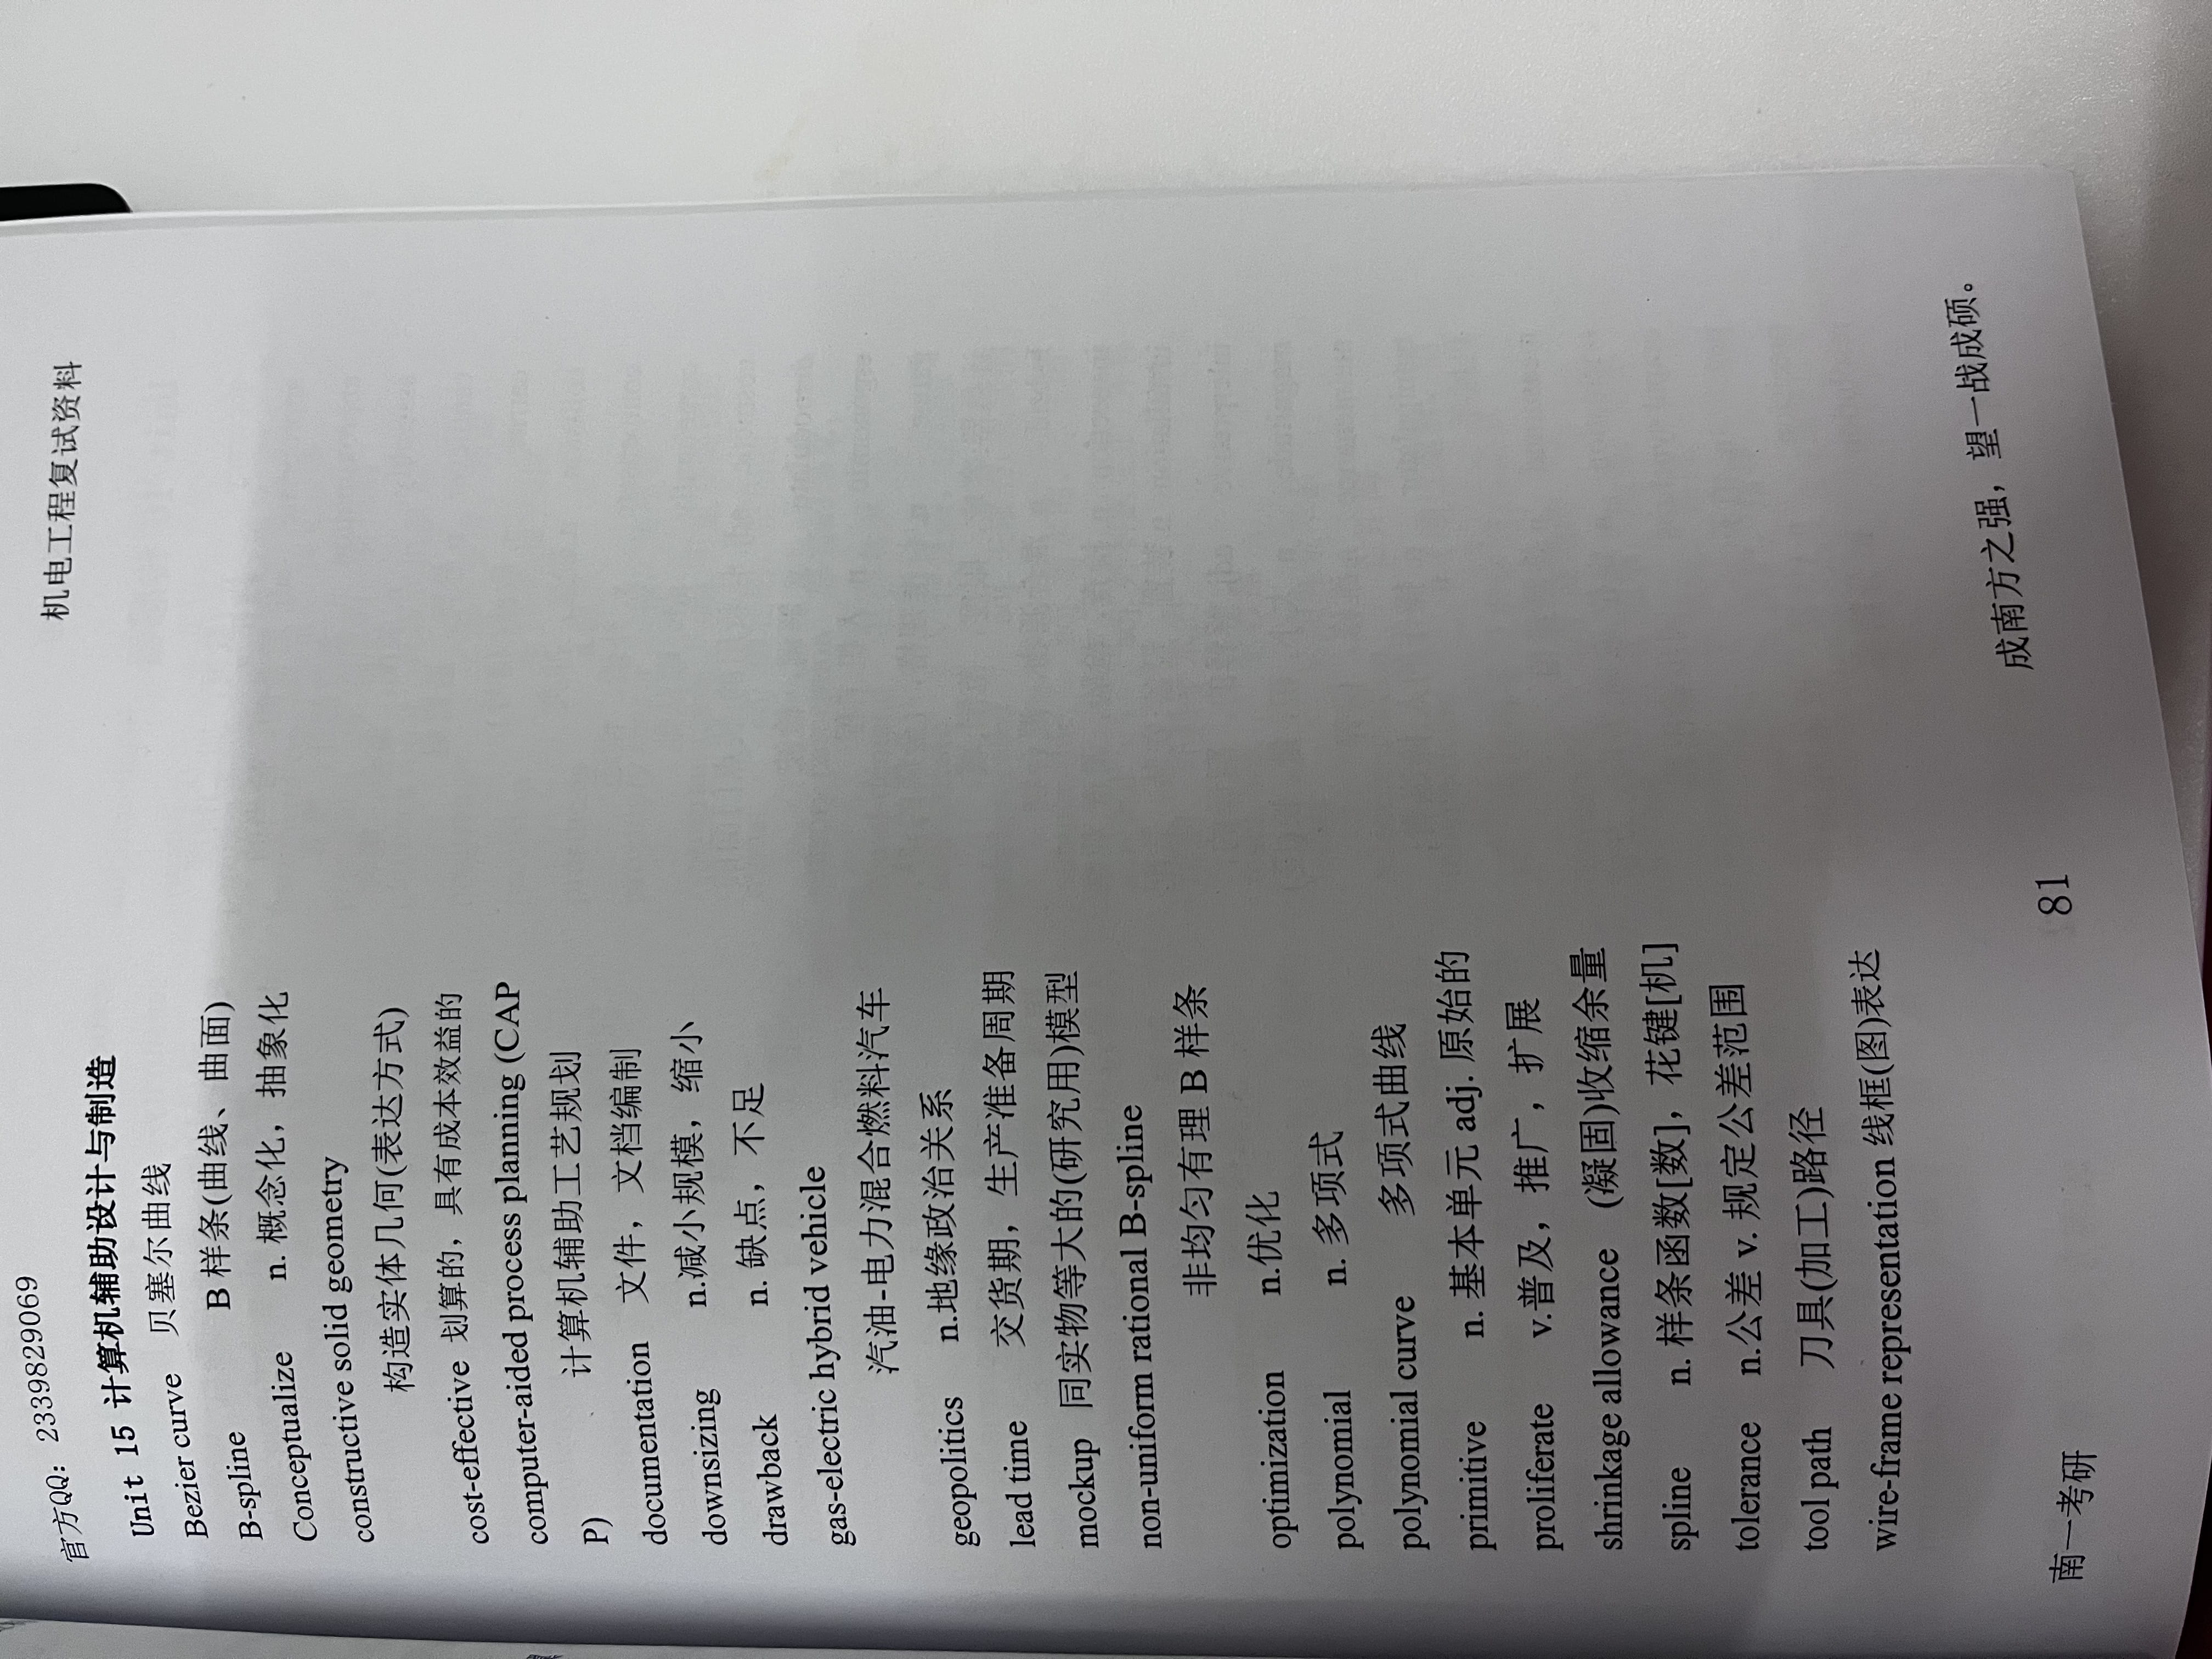 官方QQ：2339829069
机电工程复试资料
Unit 15 计算机辅助设计与制造
Bezier curve 贝塞尔曲线
B-spline B 样条(曲线、曲面)
Conceptualize n. 概念化，抽象化
constructive solid geometry
构造实体几何(表达方式)
cost-effective 划算的，具有成本效益的
computer-aided process planning (CAP
P) 计算机辅助工艺规划
documentation 文件，文档编制
downsizing n.减小规模，缩小
drawback n. 缺点，不足
gas-electric hybrid vehicle
汽油-电力混合燃料汽车
geopolitics n.地缘政治关系
lead time 交货期，生产准备周期
mockup 同实物等大的(研究用)模型
non-uniform rational B-spline
非均匀有理 B 样条
optimization n.优化
polynomial n. 多项式
polynomial curve 多项式曲线
primitive n. 基本单元 adj. 原始的
proliferate v.普及，推广，扩展
shrinkage allowance (凝固)收缩余量
spline n. 样条函数[数]，花键[机]
tolerance n.公差 v. 规定公差范围
tool path 刀具(加工)路径
wire-frame representation 线框(图)表达
成南方之强，望一战成硕。
南一考研
81